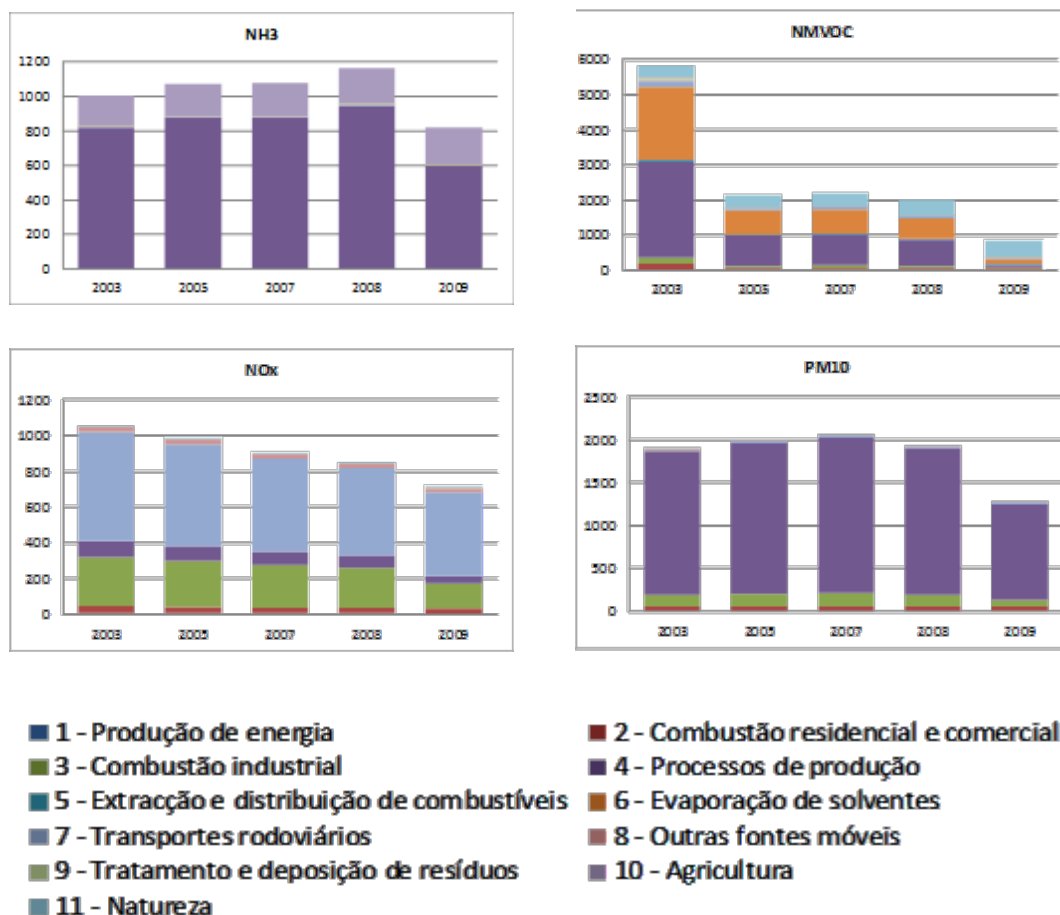 NH3
1200
1000
800
600
400
200
0
2003 2005 2007 2008 2009
NMVOC
6000
5000
4000
3000
2000
1000
0
2003 2005 2007 2008 2009
NOx
1200
1000
800
600
400
200
0
2003 2005 2007 2008 2009
PM10
2500
2000
1500
1000
500
0
2003 2005 2007 2008 2009
1 - Produção de energia
2 - Combustão residencial e comercial
3 - Combustão industrial
4 - Processos de produção
5 - Extracção e distribuição de combustíveis
6 - Evaporação de solventes
7 - Transportes rodoviários
8 - Outras fontes móveis
9 - Tratamento e deposição de resíduos
10 - Agricultura
11 - Natureza